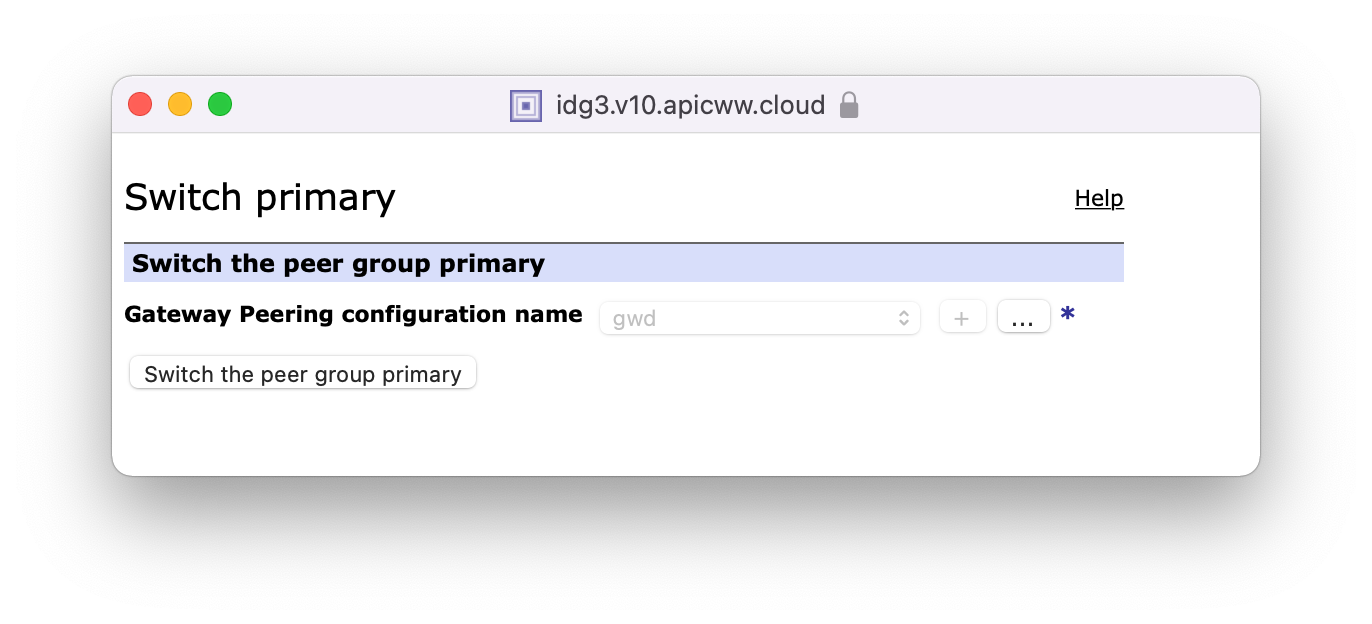 idg3.v10.apicww.cloud
Switch primary
Help
Switch the peer group primary
Gateway Peering configuration name gwd + ... *
Switch the peer group primary